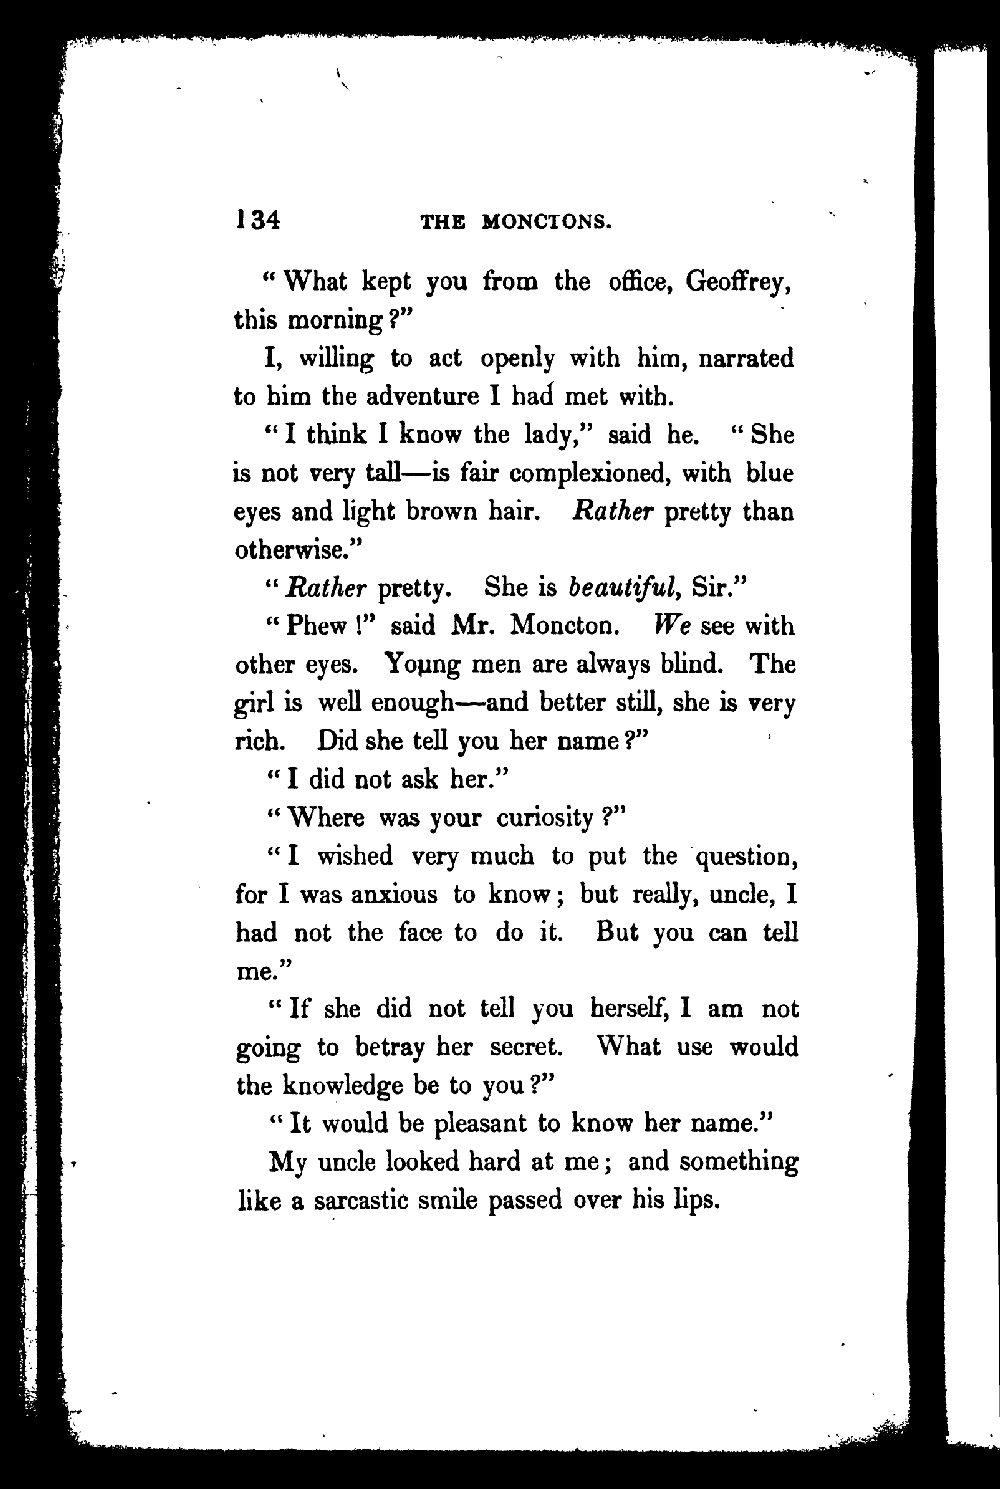 134 THE MONCTONS.
“What kept you from the office, Geoffrey,
this morning?”
I, willing to act openly with him, narrated
to him the adventure I had met with.
“I think I know the lady,” said he. “She
is not very tall—is fair complexioned, with blue
eyes and light brown hair. Rather pretty than
otherwise.”
“Rather pretty. She is beautiful, Sir.”
“Phew!” said Mr. Moncton. We see with
other eyes. Young men are always blind. The
girl is well enough—and better still, she is very
rich. Did she tell you her name?”
“I did not ask her.”
“Where was your curiosity?”
“I wished very much to put the question,
for I was anxious to know; but really, uncle, I
had not the face to do it. But you can tell
me.”
“If she did not tell you herself, I am not
going to betray her secret. What use would
the knowledge be to you?”
“It would be pleasant to know her name.”
My uncle looked hard at me; and something
like a sarcastic smile passed over his lips.